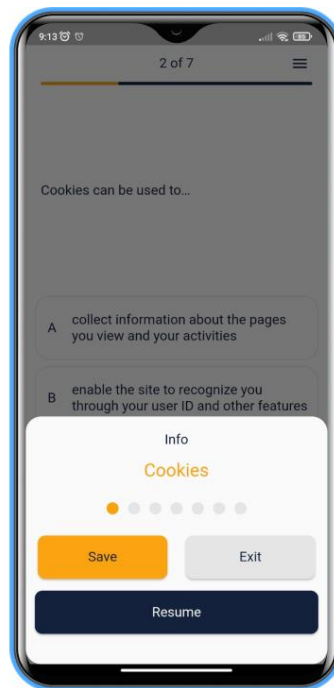 9:13
85
2 of 7
Cookies can be used to...
A
collect information about the pages
you view and your activities
B
enable the site to recognize you
through your user ID and other features
Info
Cookies
Save
Exit
Resume